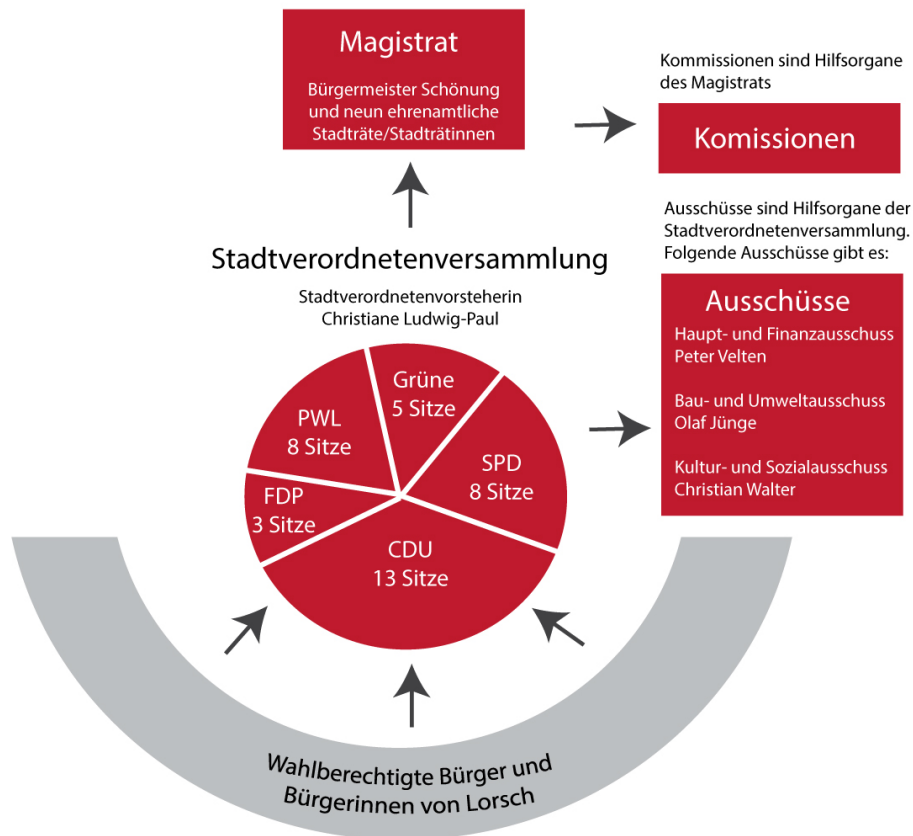 Magistrat
Bürgermeister Schönung
und neun ehrenamtliche
Stadträte/Stadträtinnen
Kommissionen sind Hilfsorgane
des Magistrats
Komissionen
Ausschüsse sind Hilfsorgane der
Stadtverordnetenversammlung.
Folgende Ausschüsse gibt es:
Ausschüsse
Haupt- und Finanzausschuss
Peter Velten
Bau- und Umweltausschuss
Olaf Jünge
Kultur- und Sozialausschuss
Christian Walter
Stadtverordnetenversammlung
Stadtverordnetenvorsteherin
Christiane Ludwig-Paul
Grüne
5 Sitze
PWL
8 Sitze
SPD
8 Sitze
FDP
3 Sitze
CDU
13 Sitze
Wahlberechtigte Bürger und
Bürgerinnen von Lorsch